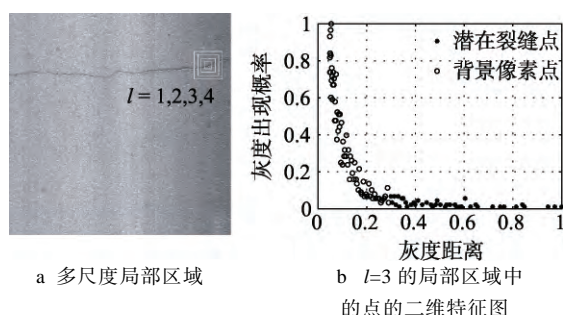 l = 1,2,3,4
a 多尺度局部区域
灰度出现概率
1
0.8
0.6
0.4
0.2
0
潜在裂缝点
背景像素点
0 0.2 0.4 0.6 0.8 1
灰度距离
b l=3 的局部区域中
的点的二维特征图